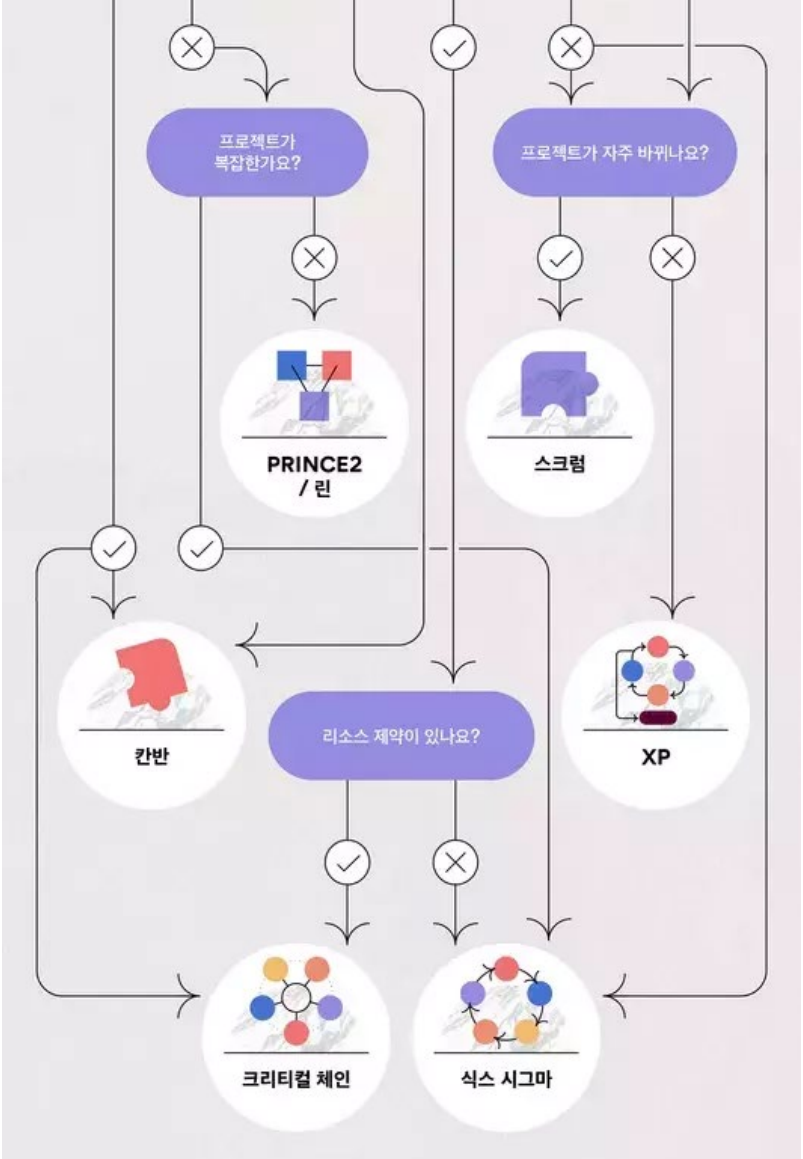 프로젝트가
복잡한가요?
프로젝트가 자주 바뀌나요?
PRINCE2
/ 린
스크럼
칸반
리소스 제약이 있나요?
XP
크리티컬 체인
식스 시그마